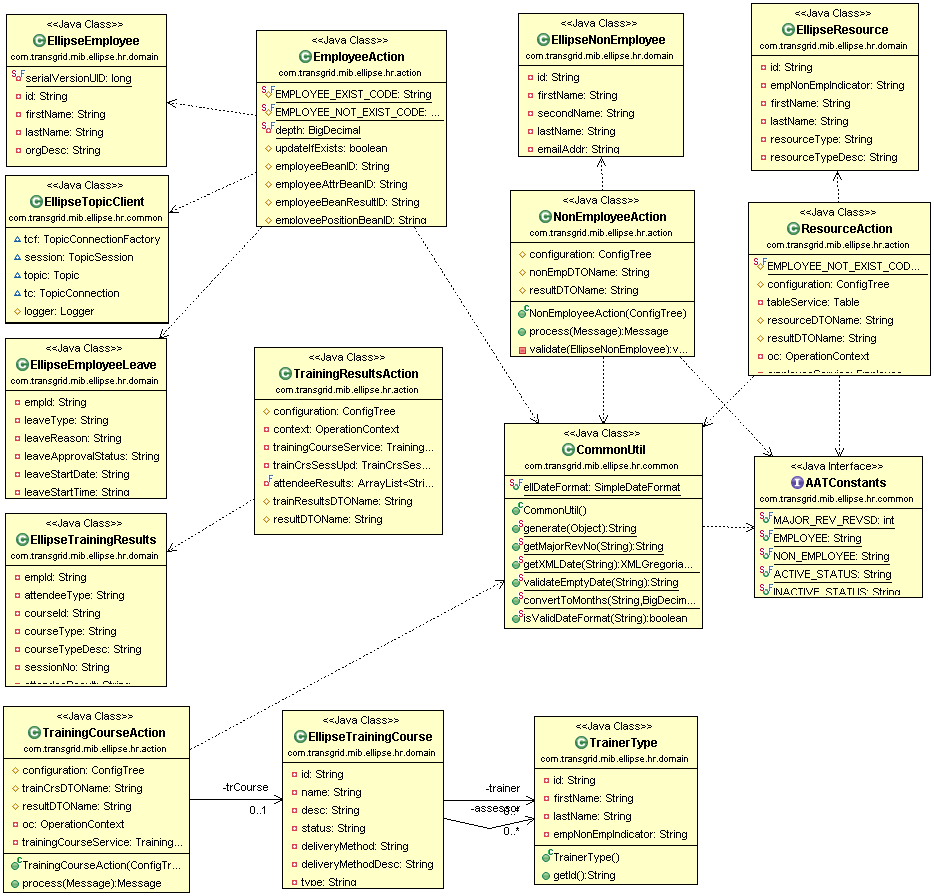 <<Java Class>>
EllipseEmployee
com.transgrid.mib.ellipse.hr.domain
serialVersionUID: long
id: String
firstName: String
lastName: String
orgDesc: String
<<Java Class>>
EmployeeAction
com.transgrid.mib.ellipse.hr.action
EMPLOYEE_EXIST_CODE: String
EMPLOYEE_NOT_EXIST_CODE: ...
depth: BigDecimal
updateIfExists: boolean
employeeBeanID: String
employeeAttrBeanID: String
employeeBeanResultID: String
employeePositionBeanID: String
<<Java Class>>
EllipseNonEmployee
com.transgrid.mib.ellipse.hr.domain
id: String
firstName: String
secondName: String
lastName: String
emailAddr: String
<<Java Class>>
EllipseResource
com.transgrid.mib.ellipse.hr.domain
id: String
empNonEmpIndicator: String
firstName: String
lastName: String
resourceType: String
resourceTypeDesc: String
<<Java Class>>
EllipseTopicClient
com.transgrid.mib.ellipse.hr.common
tcf: TopicConnectionFactory
session: TopicSession
topic: Topic
tc: TopicConnection
logger: Logger
<<Java Class>>
NonEmployeeAction
com.transgrid.mib.ellipse.hr.action
configuration: ConfigTree
nonEmpDTOName: String
resultDTOName: String
NonEmployeeAction(ConfigTree)
process(Message):Message
validate(EllipseNonEmployee):v...
<<Java Class>>
ResourceAction
com.transgrid.mib.ellipse.hr.action
EMPLOYEE_NOT_EXIST_COD...
configuration: ConfigTree
tableService: Table
resourceDTOName: String
resultDTOName: String
oc: OperationContext
employeeService: Employee
<<Java Class>>
EllipseEmployeeLeave
com.transgrid.mib.ellipse.hr.domain
empId: String
leaveType: String
leaveReason: String
leaveApprovalStatus: String
leaveStartDate: String
leaveStartTime: String
<<Java Class>>
TrainingResultsAction
com.transgrid.mib.ellipse.hr.action
configuration: ConfigTree
context: OperationContext
trainingCourseService: Training...
trainCrsSessUpd: TrainCrsSes...
attendeeResults: ArrayList<Stri...
trainResultsDTOName: String
resultDTOName: String
<<Java Class>>
CommonUtil
com.transgrid.mib.ellipse.hr.common
ellDateFormat: SimpleDateFormat
CommonUtil()
generate(Object):String
getMajorRevNo(String):String
getXMLDate(String):XMLGregoria...
validateEmptyDate(String):String
convertToMonths(String,BigDecim...
isValidDateFormat(String):boolean
<<Java Interface>>
AATConstants
com.transgrid.mib.ellipse.hr.common
MAJOR_REV_REVSD: int
EMPLOYEE: String
NON_EMPLOYEE: String
ACTIVE_STATUS: String
INACTIVE_STATUS: String
<<Java Class>>
EllipseTrainingResults
com.transgrid.mib.ellipse.hr.domain
empId: String
attendeeType: String
courseId: String
courseType: String
courseTypeDesc: String
sessionNo: String
attendeeResult: String
<<Java Class>>
TrainingCourseAction
com.transgrid.mib.ellipse.hr.action
configuration: ConfigTree
trainCrsDTOName: String
resultDTOName: String
oc: OperationContext
trainingCourseService: Training...
TrainingCourseAction(ConfigTr...
process(Message):Message
-trCourse
0..1
<<Java Class>>
EllipseTrainingCourse
com.transgrid.mib.ellipse.hr.domain
id: String
name: String
desc: String
status: String
deliveryMethod: String
deliveryMethodDesc: String
type: String
-trainer
0..*
-assessor
0..*
<<Java Class>>
TrainerType
com.transgrid.mib.ellipse.hr.domain
id: String
firstName: String
lastName: String
empNonEmpIndicator: String
TrainerType()
getId():String